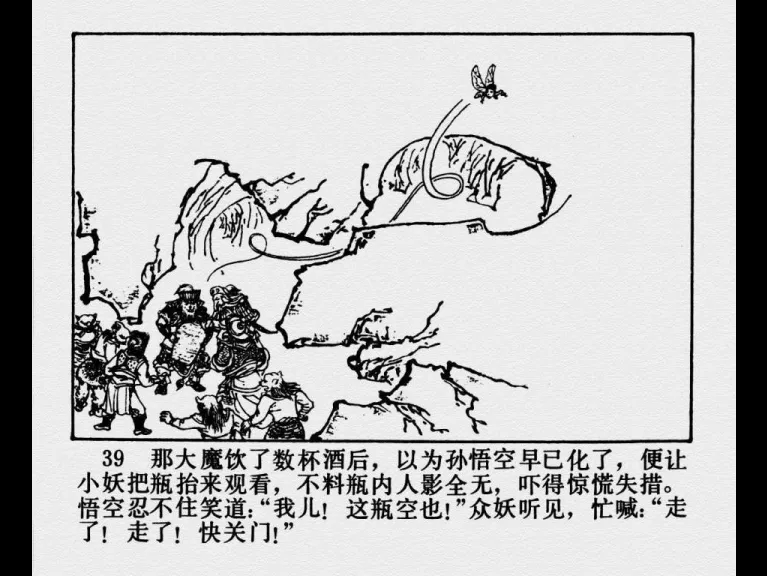 39 那大魔饮了数杯酒后，以为孙悟空早已化了，便让
小妖把瓶抬来观看，不料瓶内人影全无，吓得惊慌失措。
悟空忍不住笑道：“我儿！这瓶空也！”众妖听见，忙喊：“走
了！走了！快关门！”